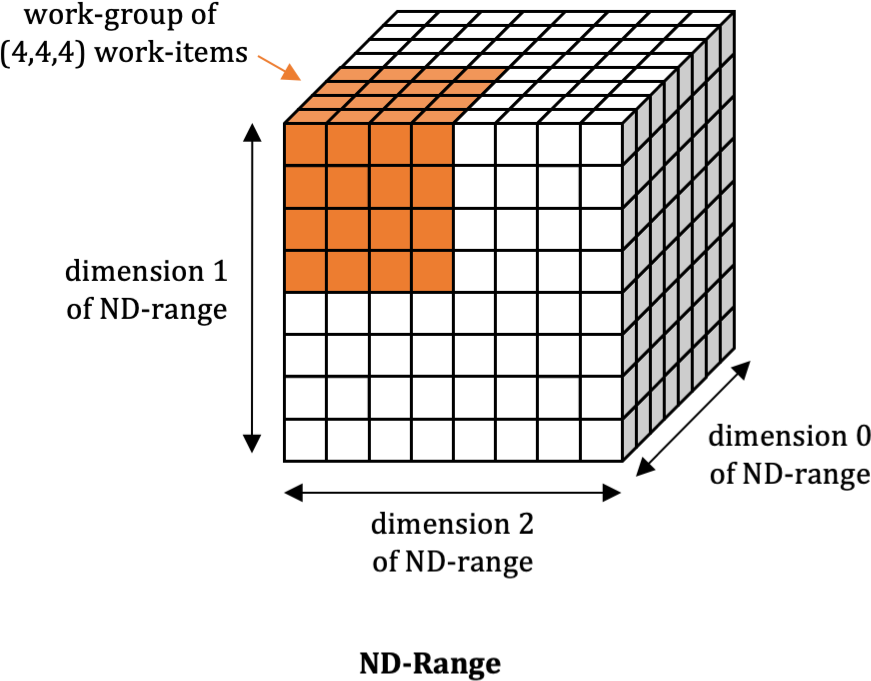 work-group of
(4,4,4) work-items
dimension 1
of ND-range
dimension 0
of ND-range
dimension 2
of ND-range
ND-Range